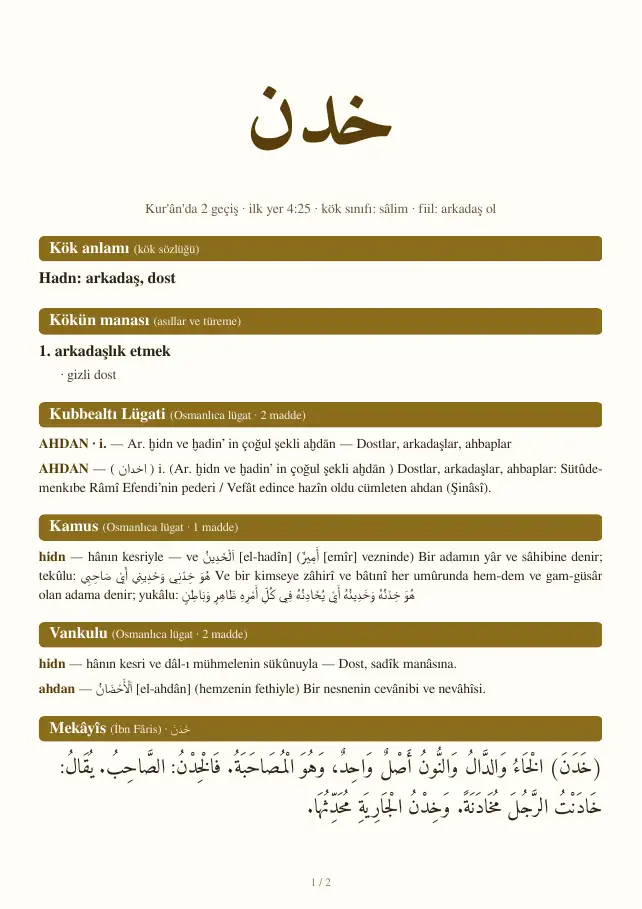 خدن
Kur'ân'da 2 geçiş · ilk yer 4:25 · kök sınıfı: sâlim · fiil: arkadaş ol
Kök anlamı (kök sözlüğü)
Hadn: arkadaş, dost
Kökün manası (asıllar ve türeme)
1. arkadaşlık etmek
· gizli dost
Kubbealtı Lügati (Osmanlıca lügat · 2 madde)
AHDAN · i. — Ar. ḫidn ve ḫadin’ in çoğul şekli aḫdān — Dostlar, arkadaşlar, ahbaplar
AHDAN — ( اخدان ) i. (Ar. ḫidn ve ḫadin’ in çoğul şekli aḫdān ) Dostlar, arkadaşlar, ahbaplar: Sütûde-
menkıbe Râmî Efendi’nin pederi / Vefât edince hazîn oldu cümleten ahdan (Şinâsî).
Kamus (Osmanlıca lügat · 1 madde)
hidn — hânın kesriyle — ve اَلْخَدِينُ [el-hadîn] (أَمِيرٌ [emîr] vezninde) Bir adamın yâr ve sâhibine denir;
tekûlu: هُوَ خِدْنِي وَخَدِينِي أَيْ صَاحِبِي Ve bir kimseye zâhirî ve bâtınî her umûrunda hem-dem ve gam-güsâr
olan adama denir; yukâlu: هُوَ خِدْنُهُ وَخَدِينُهُ أَيْ يُخَادِنُهُ فِي كُلِّ أَمْرٍ ظَاهِرٍ وَبَاطِنٍ
Vankulu (Osmanlıca lügat · 2 madde)
hidn — hânın kesri ve dâl-ı mühmelenin sükûnuyla — Dost, sadîk manâsına.
ahdan — اَلْأَحْضَانُ [el-ahdân] (hemzenin fethiyle) Bir nesnenin cevânibi ve nevâhîsi.
Mekâyîs (İbn Fâris) · خَدَنَ
(خَدَنَ) الْخَاءُ وَالدَّالُ وَالنُّونُ أَصْلٌ وَاحِدٌ، وَهُوَ الْمُصَاحَبَةُ. فَالْخِدْنُ: الصَّاحِبُ. يُقَالُ:
خَادَنْتُ الرَّجُلَ مُخَادَنَةً. وَخِدْنُ الْجَارِيَةِ مُحَدِّثُهَا.
1 / 2